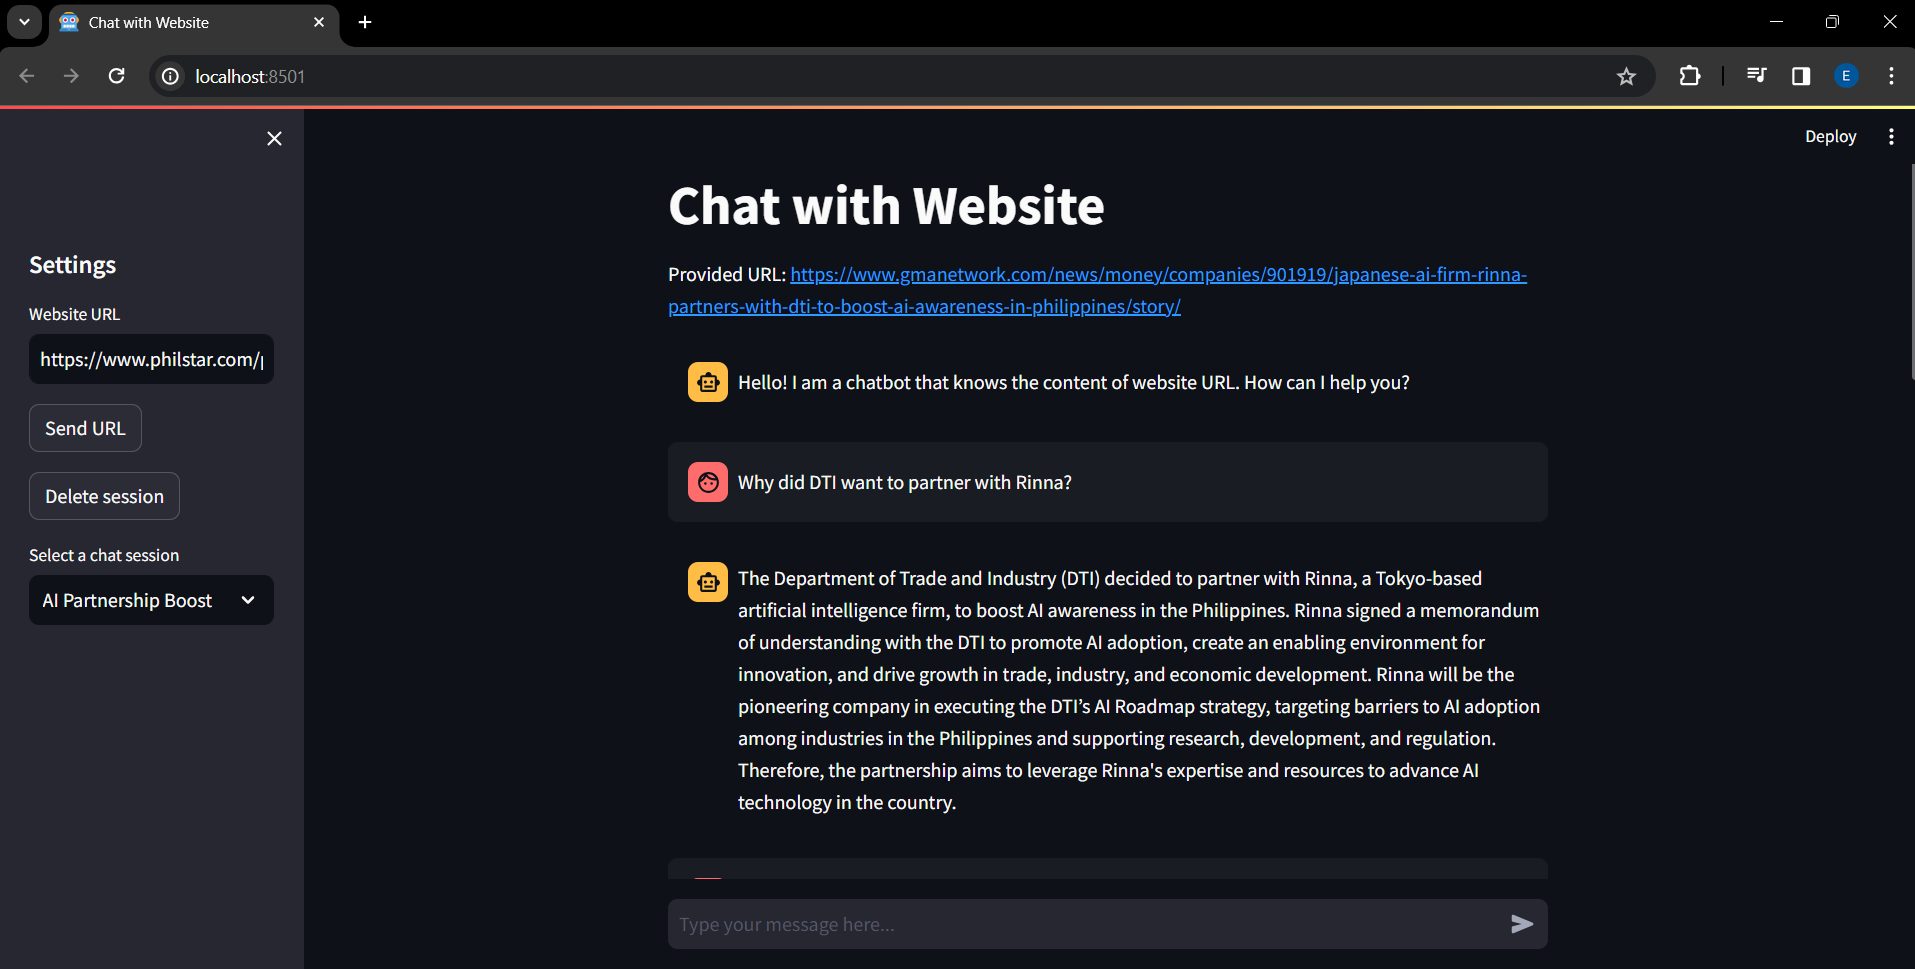 Chat with Website
localhost:8501
E
Deploy
Settings
Website URL
https://www.philstar.com/
Send URL
Delete session
Select a chat session
AI Partnership Boost
Chat with Website
Provided URL: https://www.gmanetwork.com/news/money/companies/901919/japanese-ai-firm-rinna-
partners-with-dti-to-boost-ai-awareness-in-philippines/story/
Hello! I am a chatbot that knows the content of website URL. How can I help you?
Why did DTI want to partner with Rinna?
The Department of Trade and Industry (DTI) decided to partner with Rinna, a Tokyo-based
artificial intelligence firm, to boost AI awareness in the Philippines. Rinna signed a memorandum
of understanding with the DTI to promote AI adoption, create an enabling environment for
innovation, and drive growth in trade, industry, and economic development. Rinna will be the
pioneering company in executing the DTI’s AI Roadmap strategy, targeting barriers to AI adoption
among industries in the Philippines and supporting research, development, and regulation.
Therefore, the partnership aims to leverage Rinna's expertise and resources to advance AI
technology in the country.
Type your message here...